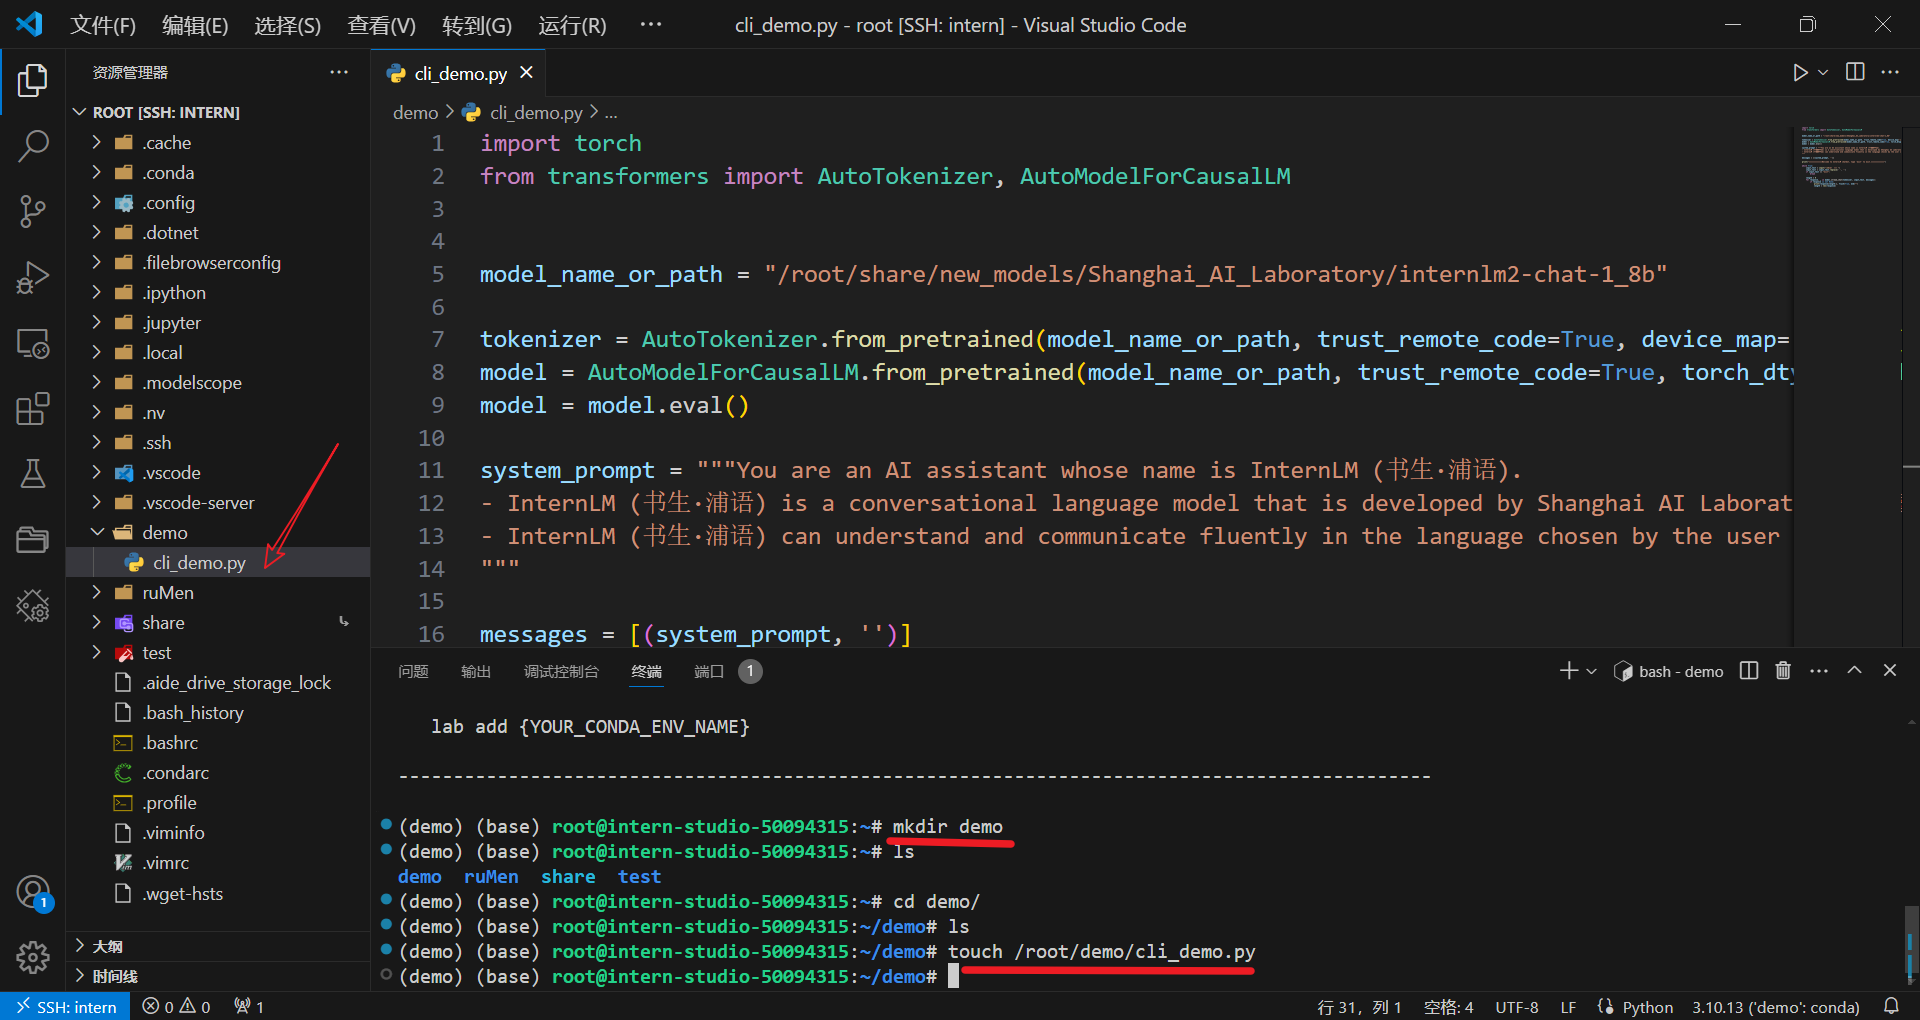 文件(F) 编辑(E) 选择(S) 查看(V) 转到(G) 运行(R) ··· cli_demo.py - root [SSH: intern] - Visual Studio Code
资源管理器 ···
ROOT [SSH: INTERN]
.cache
.conda
.config
.dotnet
.filebrowserconfig
.ipython
.jupyter
.local
.modelscope
.nv
.ssh
.vscode
.vscode-server
demo
cli_demo.py
ruMen
share
test
.aide_drive_storage_lock
.bash_history
.bashrc
.condarc
.profile
.viminfo
.vimrc
.wget-hsts
大纲
时间线
1
cli_demo.py
demo > cli_demo.py > ...
1 import torch
2 from transformers import AutoTokenizer, AutoModelForCausalLM
3
4
5 model_name_or_path = "/root/share/new_models/Shanghai_AI_Laboratory/internlm2-chat-1_8b"
6
7 tokenizer = AutoTokenizer.from_pretrained(model_name_or_path, trust_remote_code=True, device_map=
8 model = AutoModelForCausalLM.from_pretrained(model_name_or_path, trust_remote_code=True, torch_dty
9 model = model.eval()
10
11 system_prompt = """You are an AI assistant whose name is InternLM (书生·浦语).
12 - InternLM (书生·浦语) is a conversational language model that is developed by Shanghai AI Laborat
13 - InternLM (书生·浦语) can understand and communicate fluently in the language chosen by the user
14 """
15
16 messages = [(system_prompt, '')]
问题 输出 调试控制台 终端 端口 1 bash - demo
lab add {YOUR_CONDA_ENV_NAME}
----------------------------------------------------------------------------------------------
(demo) (base) root@intern-studio-50094315:~# mkdir demo
(demo) (base) root@intern-studio-50094315:~# ls
demo ruMen share test
(demo) (base) root@intern-studio-50094315:~# cd demo/
(demo) (base) root@intern-studio-50094315:~/demo# ls
(demo) (base) root@intern-studio-50094315:~/demo# touch /root/demo/cli_demo.py
(demo) (base) root@intern-studio-50094315:~/demo#
SSH: intern 0 0 1 行 31，列 1 空格: 4 UTF-8 LF Python 3.10.13 ('demo': conda)